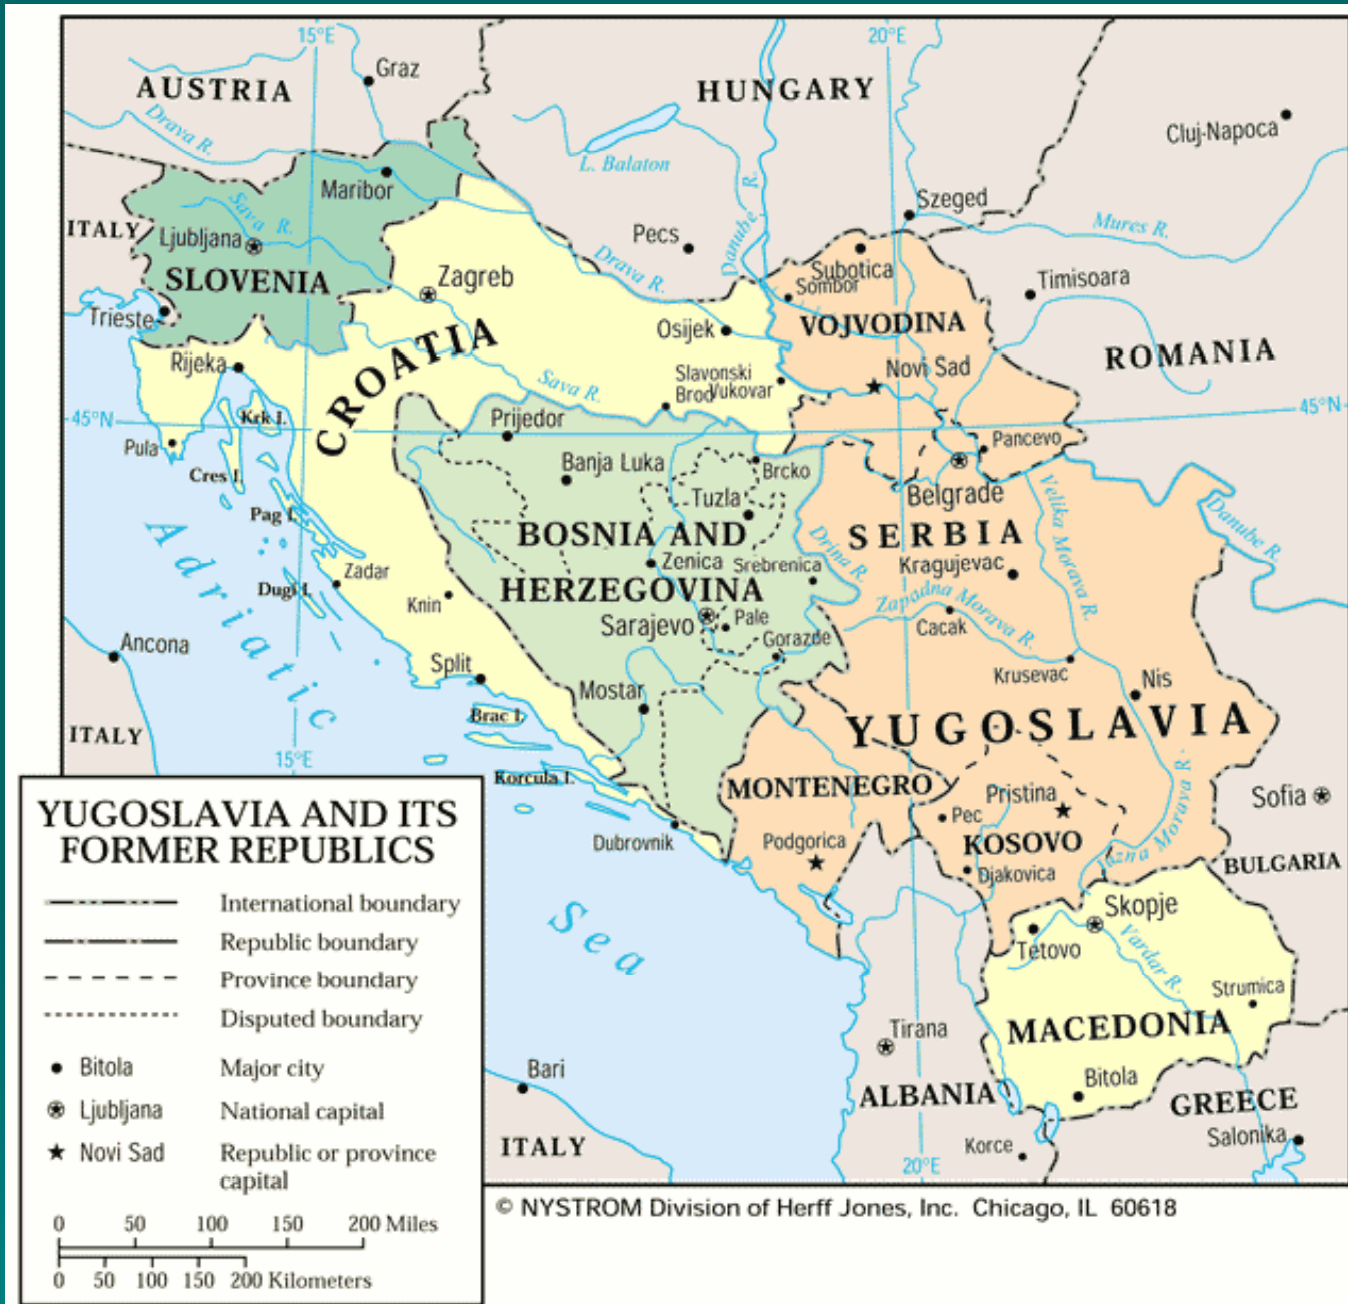 15°E
20°E
Graz
AUSTRIA
HUNGARY
Cluj-Napoca
Drava R.
L. Balaton
Maribor
Danube R.
Szeged
Sava R.
ITALY
Ljubljana
Pecs
Mures R.
SLOVENIA
Zagreb
Drava R.
Subotica
Sombor
Timisoara
Trieste
Osijek
VOJVODINA
ROMANIA
Rijeka
CROATIA
Slavonski
Brod
Vukovar
Novi Sad
Sava R.
45°N
45°N
Krk I.
Prijedor
Pula
Pancevo
Cres I.
Banja Luka
Brcko
Belgrade
Tuzla
Velika Morava R.
Danube R.
Pag I.
BOSNIA AND
HERZEGOVINA
SERBIA
Drina R.
Zenica
Srebrenica
Kragujevac
Zadar
Dugi I.
Knin
Zapadna Morava R.
Sarajevo
Pale
Cacak
Gorazde
Ancona
Adriatic
Sea
Split
Krusevac
Nis
Mostar
Brac I.
YUGOSLAVIA
ITALY
15°E
Korcula I.
MONTENEGRO
Pristina
Sofia
Pec
KOSOVO
Dubrovnik
Podgorica
Juzna Morava R.
Djakovica
BULGARIA
Skopje
Tetovo
Vardar R.
Strumica
Tirana
MACEDONIA
Bari
Bitola
ALBANIA
GREECE
ITALY
Korce
Salonika
20°E
YUGOSLAVIA AND ITS
FORMER REPUBLICS
International boundary
Republic boundary
Province boundary
Disputed boundary
Bitola Major city
Ljubljana National capital
Novi Sad Republic or province
capital
0 50 100 150 200 Miles
0 50 100 150 200 Kilometers
© NYSTROM Division of Herff Jones, Inc. Chicago, IL 60618